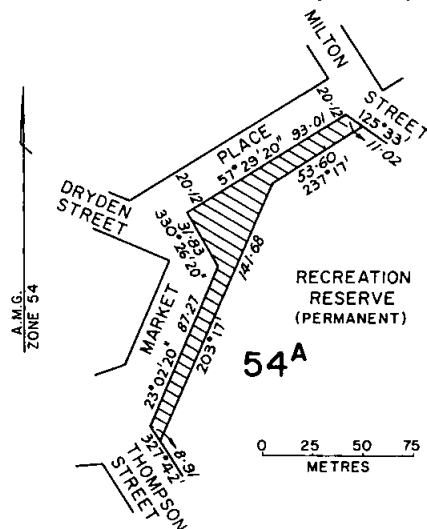 MILTON
STREET
125°33'
11·02
20·12
93·01
57°29'20"
PLACE
20·12
53·60
237°17'
DRYDEN
STREET
31·83
330°26'20"
141·68
203°17'
87·27
23°02'20"
MARKET
A.M.G.
ZONE 54
RECREATION
RESERVE
(PERMANENT)
54A
8·91
327°42'
THOMPSON
STREET
0 25 50 75
METRES